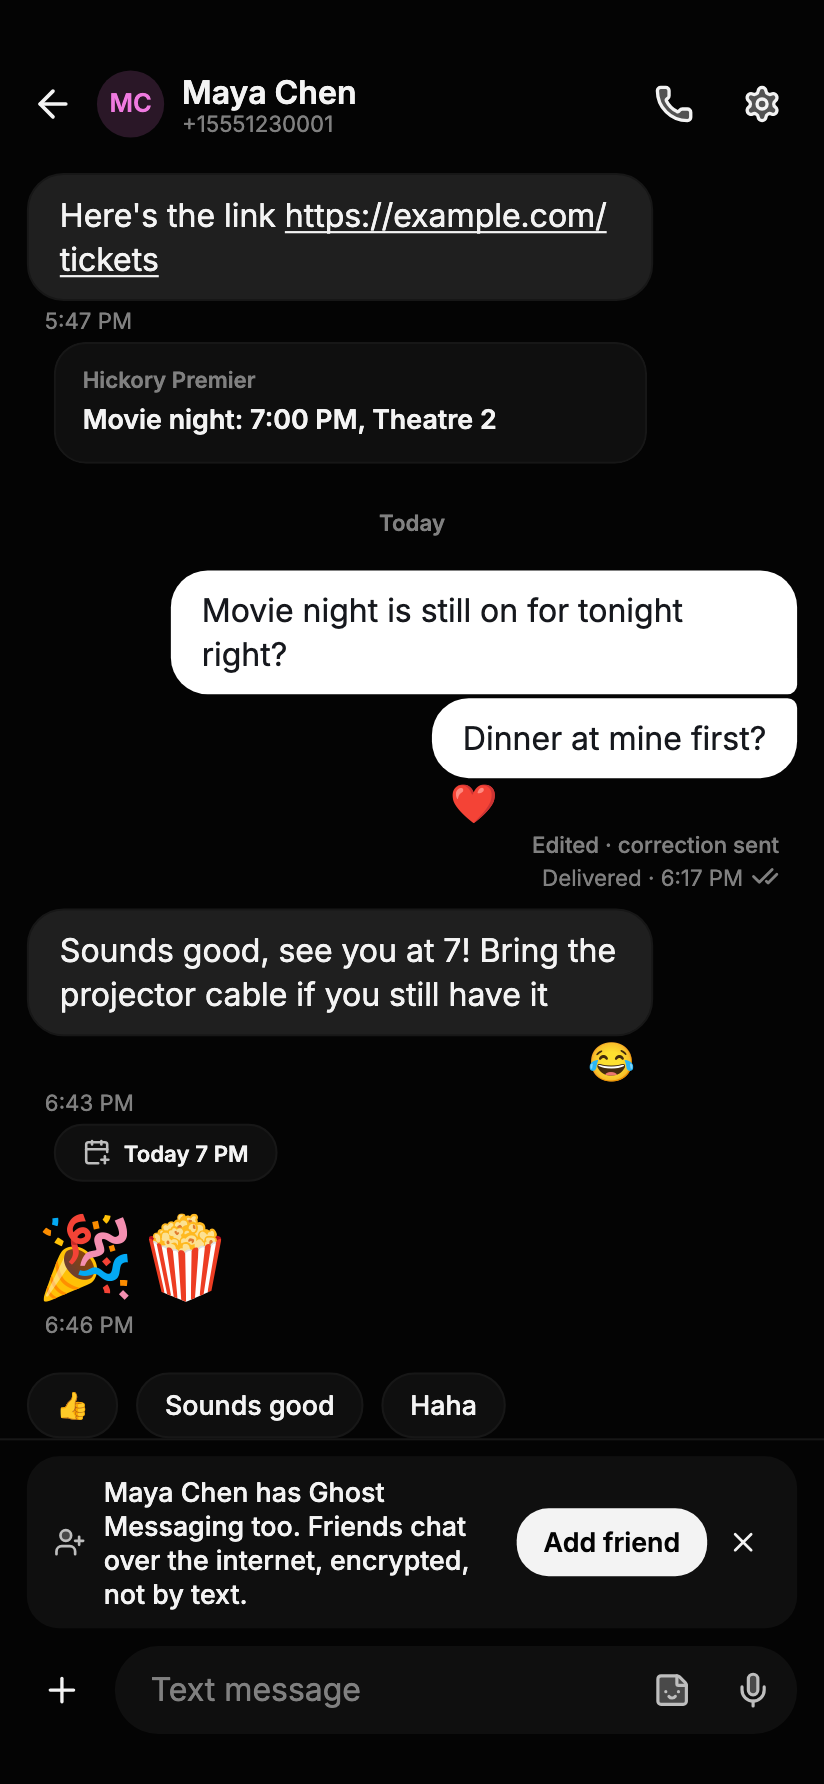 MC
Maya Chen
+15551230001
Here's the link https://example.com/
tickets
5:47 PM
Hickory Premier
Movie night: 7:00 PM, Theatre 2
Today
Movie night is still on for tonight
right?
Dinner at mine first?
❤️
Edited · correction sent
Delivered · 6:17 PM
Sounds good, see you at 7! Bring the
projector cable if you still have it
😂
6:43 PM
Today 7 PM
🎉🍿
6:46 PM
👍 Sounds good Haha
Maya Chen has Ghost
Messaging too. Friends chat
over the internet, encrypted,
not by text.
Add friend
Text message